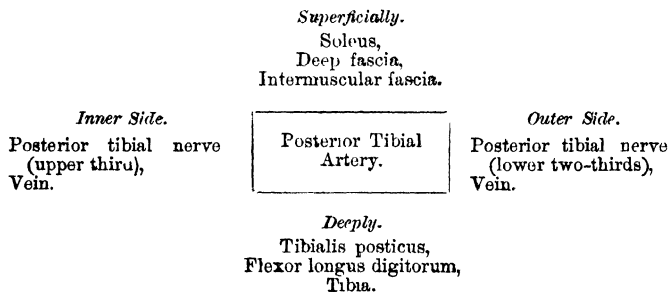 Superficially.
Soleus,
Deep fascia,
Intermuscular fascia.
Inner Side.
Posterior tibial nerve
(upper third),
Vein.
Posterior Tibial
Artery.
Outer Side.
Posterior tibial nerve
(lower two-thirds),
Vein.
Deeply.
Tibialis posticus,
Flexor longus digitorum,
Tibia.